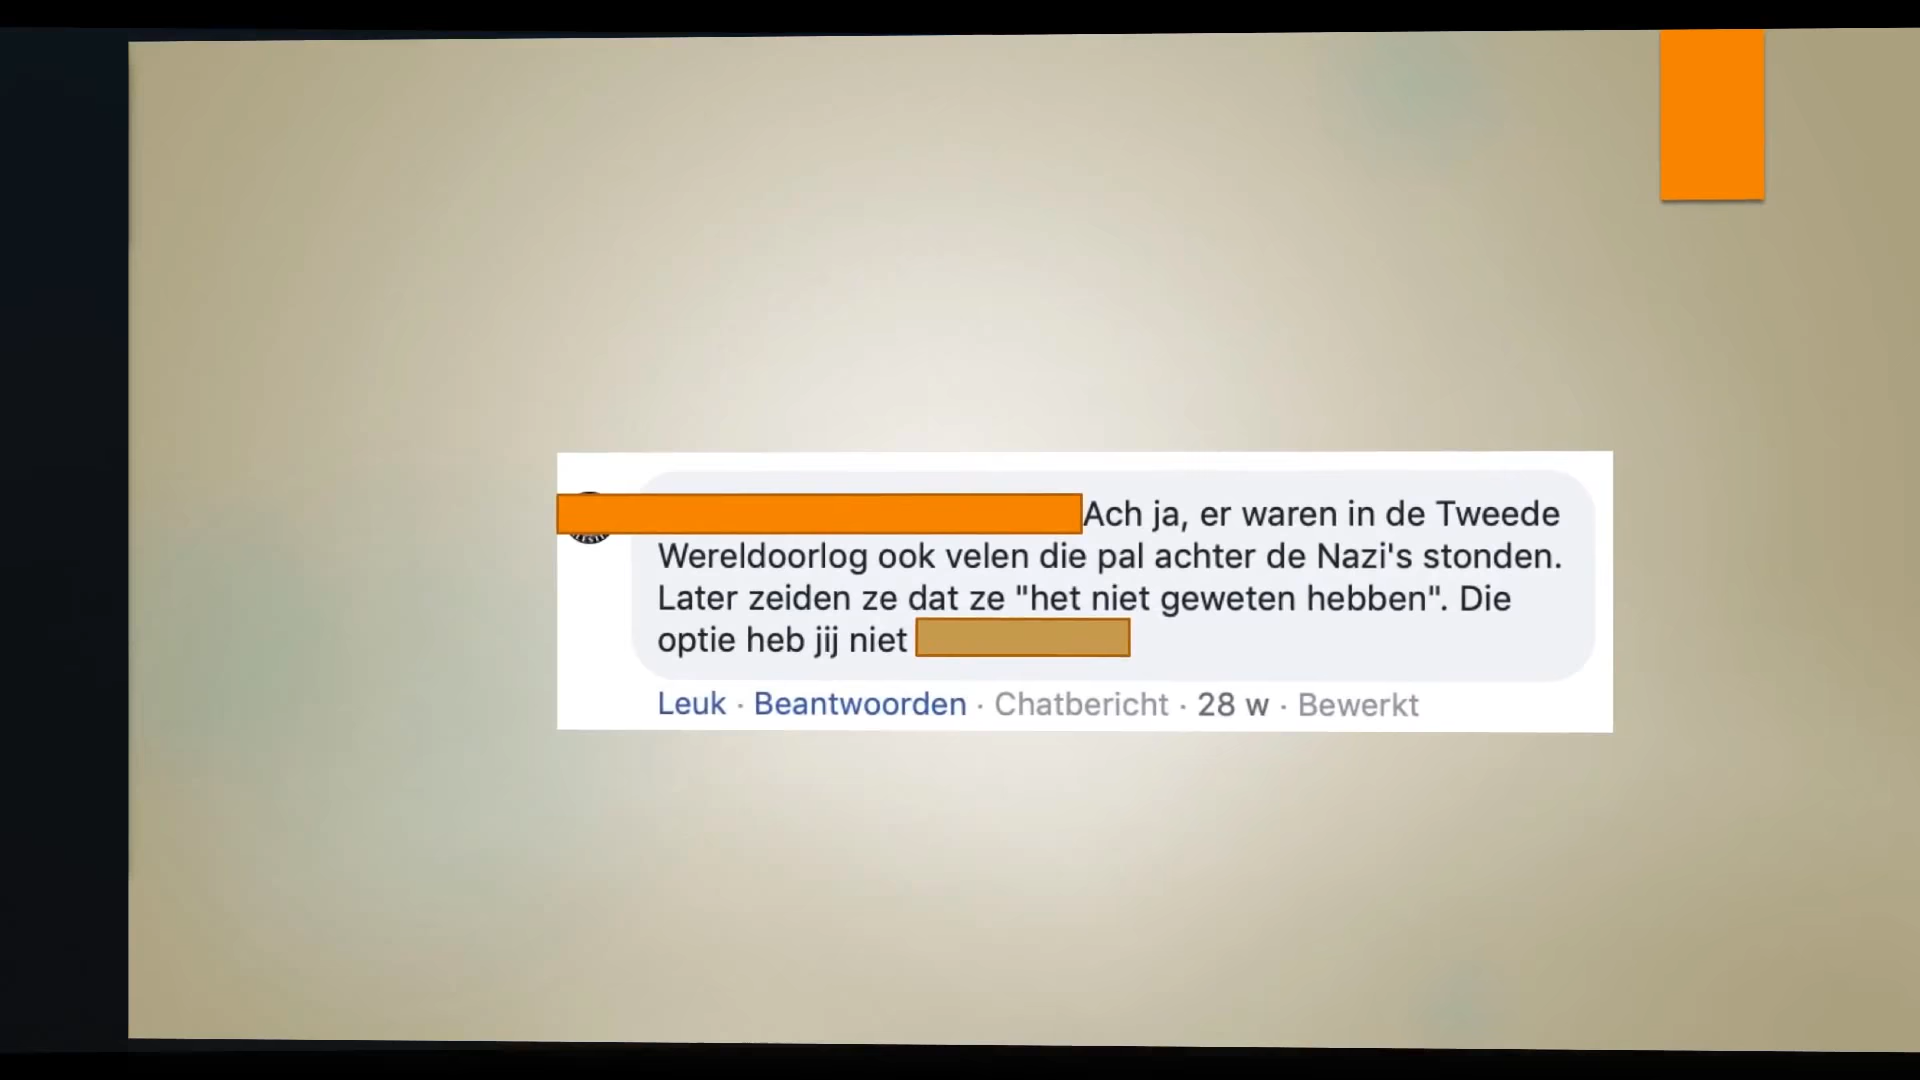 Ach ja, er waren in de Tweede
Wereldoorlog ook velen die pal achter de Nazi's stonden.
Later zeiden ze dat ze "het niet geweten hebben". Die
optie heb jij niet
Leuk · Beantwoorden · Chatbericht · 28 w · Bewerkt